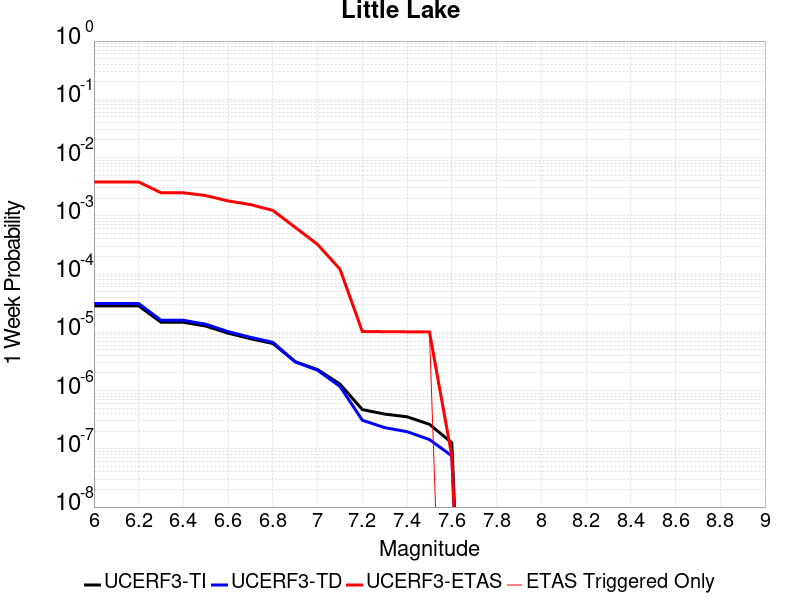 Little Lake
10^0
10^-1
10^-2
10^-3
10^-4
10^-5
10^-6
10^-7
10^-8
1 Week Probability
6 6.2 6.4 6.6 6.8 7 7.2 7.4 7.6 7.8 8 8.2 8.4 8.6 8.8 9
Magnitude
UCERF3-TI UCERF3-TD UCERF3-ETAS ETAS Triggered Only